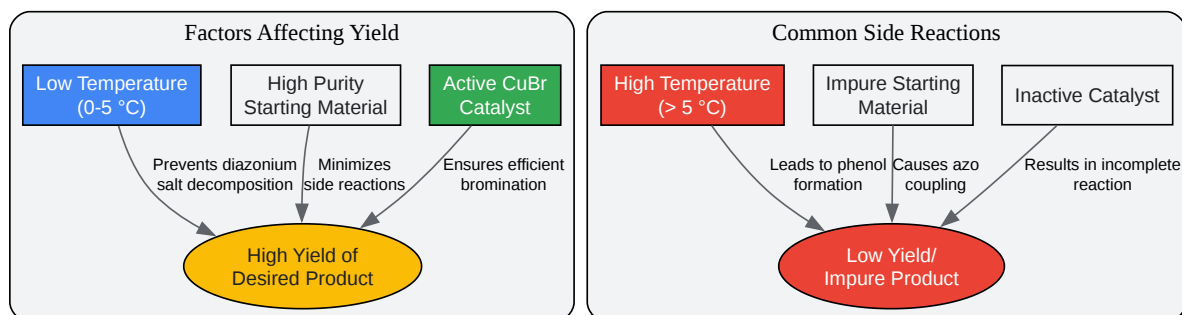 Factors Affecting Yield
Low Temperature
(0-5 °C)
High Purity
Starting Material
Active CuBr
Catalyst
Prevents diazonium
salt decomposition
Minimizes
side reactions
Ensures efficient
bromination
High Yield of
Desired Product
Common Side Reactions
High Temperature
(> 5 °C)
Impure Starting
Material
Inactive Catalyst
Leads to phenol
formation
Causes azo
coupling
Results in incomplete
reaction
Low Yield/
Impure Product